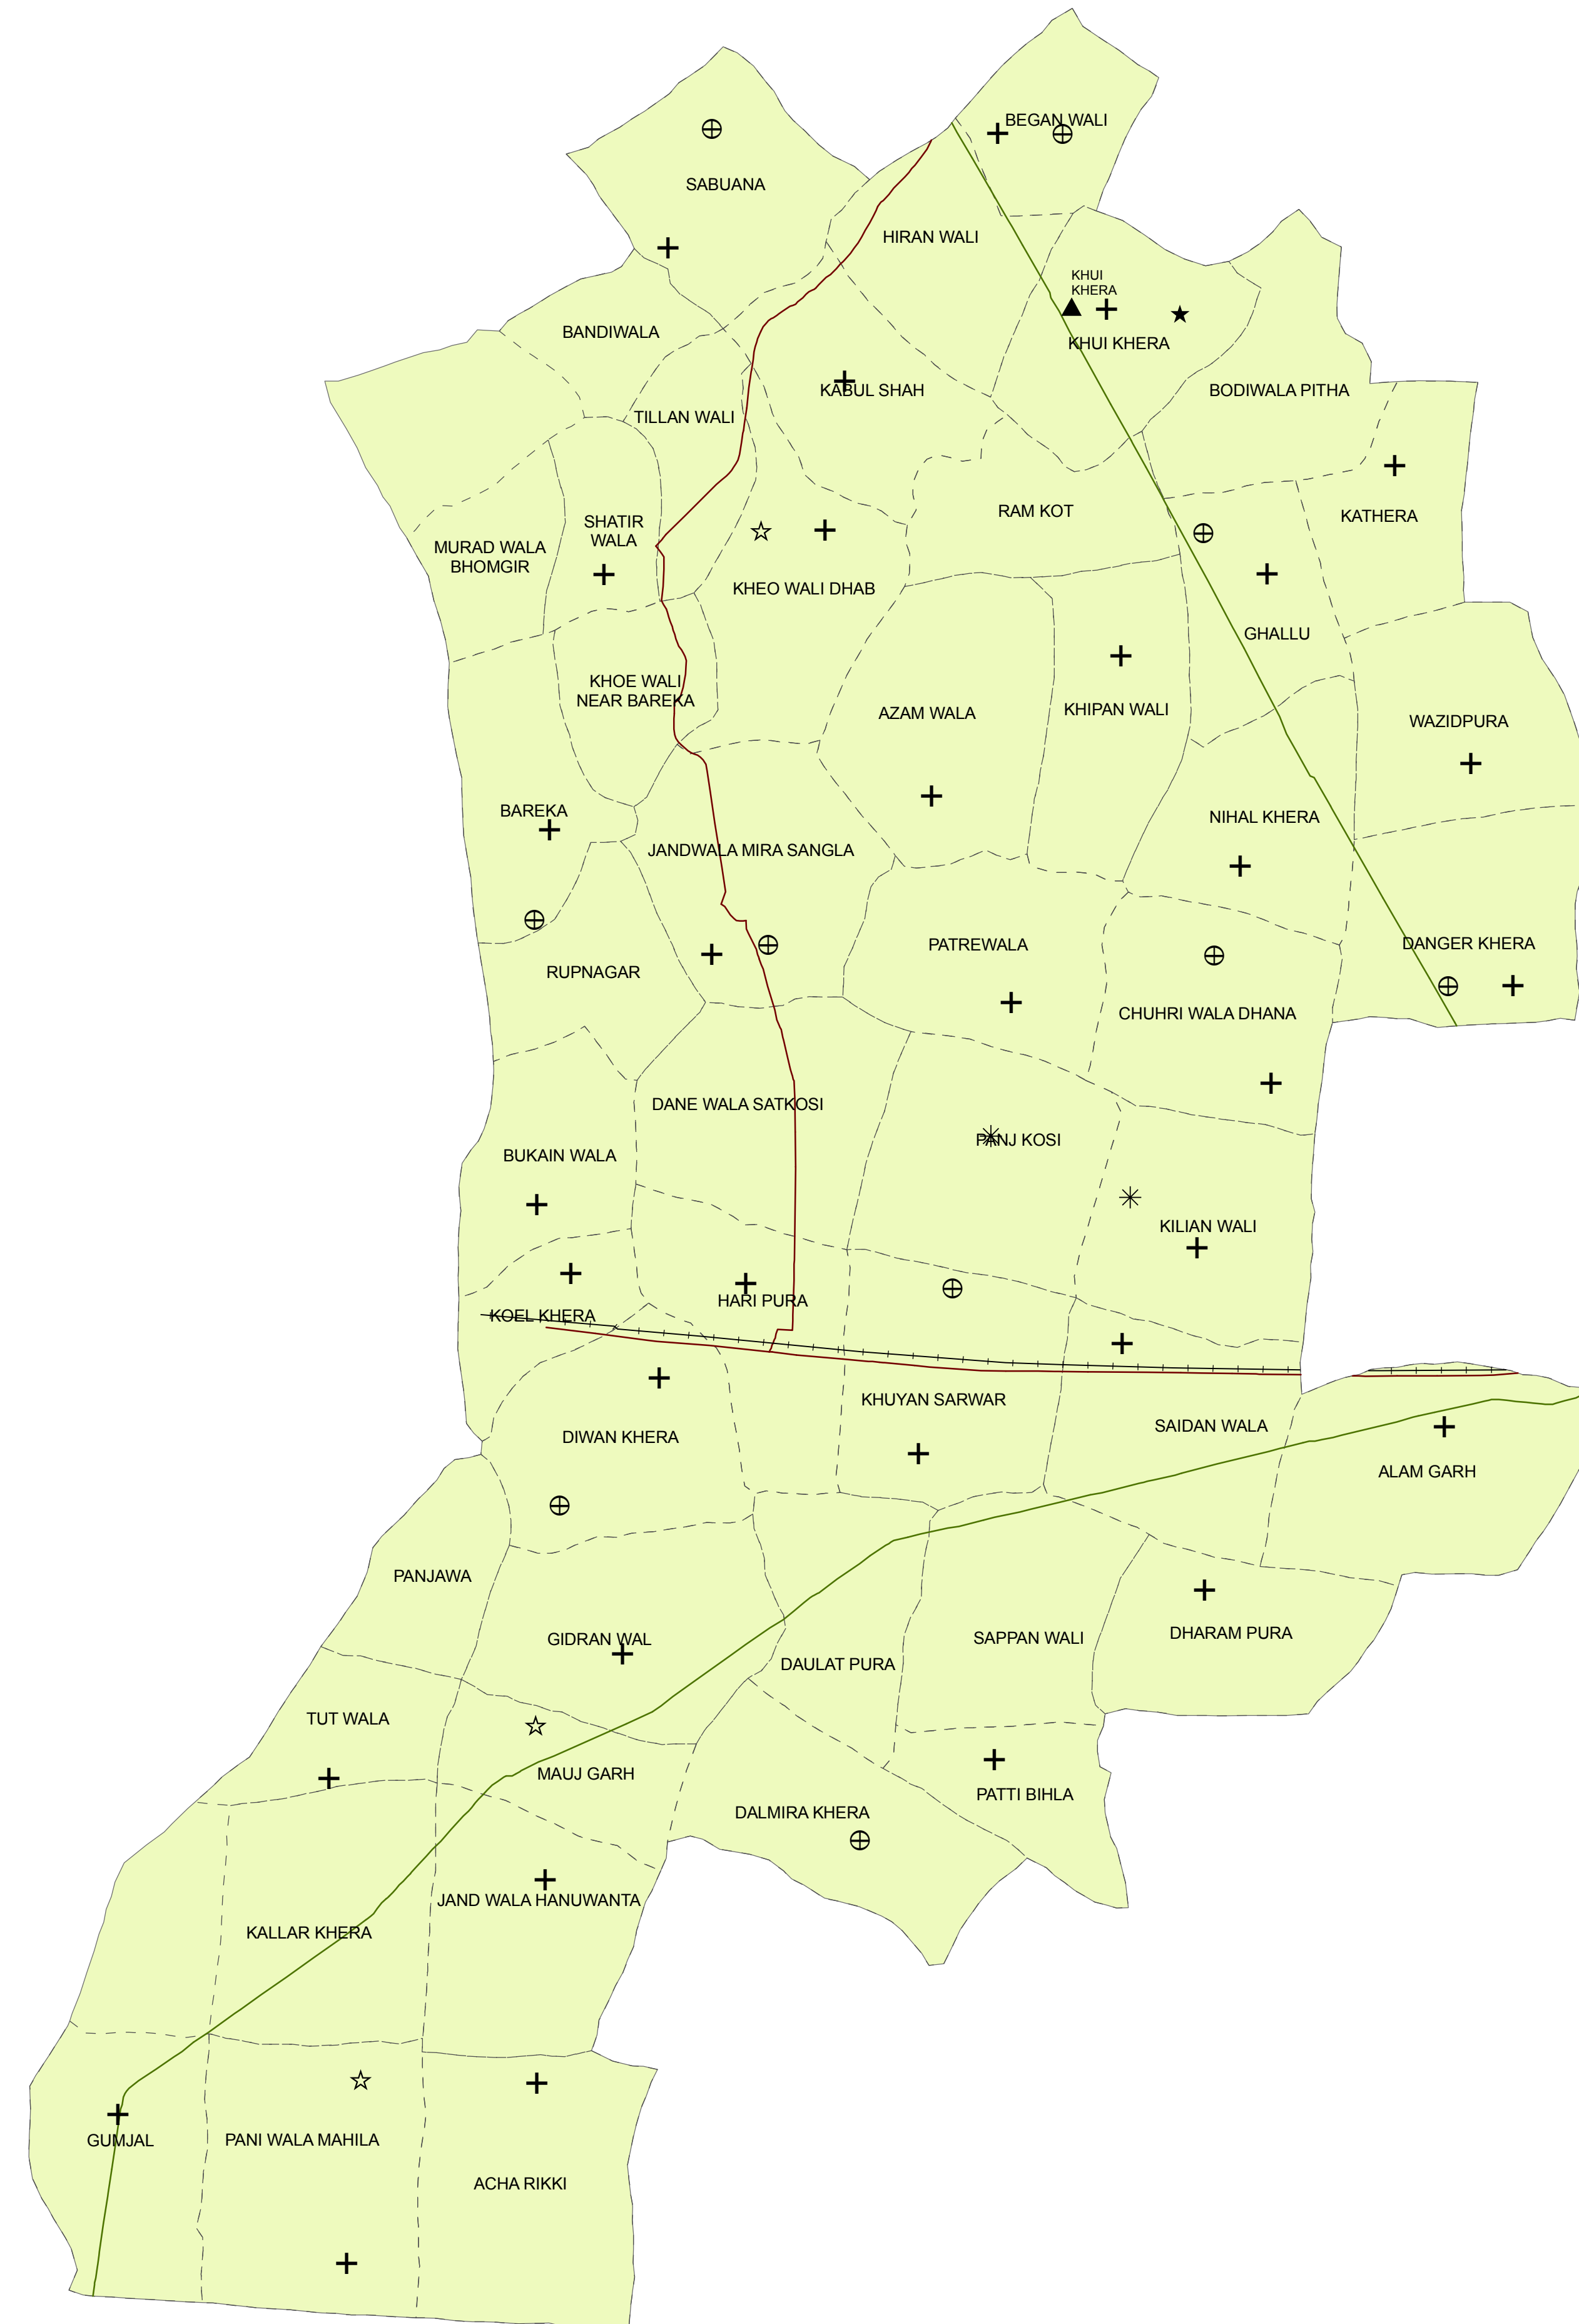 BEGAN WALI
SABUANA
HIRAN WALI
KHUI
KHERA
BANDIWALA
KHUI KHERA
KABUL SHAH
BODIWALA PITHA
TILLAN WALI
RAM KOT
KATHERA
SHATIR
WALA
MURAD WALA
BHOMGIR
KHEO WALI DHAB
GHALLU
KHOE WALI
NEAR BAREKA
AZAM WALA
KHIPAN WALI
WAZIDPURA
BAREKA
NIHAL KHERA
JANDWALA MIRA SANGLA
PATREWALA
DANGER KHERA
RUPNAGAR
CHUHRI WALA DHANA
DANE WALA SATKOSI
PANJ KOSI
BUKAIN WALA
KILIAN WALI
HARI PURA
KOEL KHERA
KHUYAN SARWAR
SAIDAN WALA
DIWAN KHERA
ALAM GARH
PANJAWA
DHARAM PURA
GIDRAN WAL
SAPPAN WALI
DAULAT PURA
TUT WALA
MAUJ GARH
PATTI BIHLA
DALMIRA KHERA
JAND WALA HANUWANTA
KALLAR KHERA
GUMJAL
PANI WALA MAHILA
ACHA RIKKI